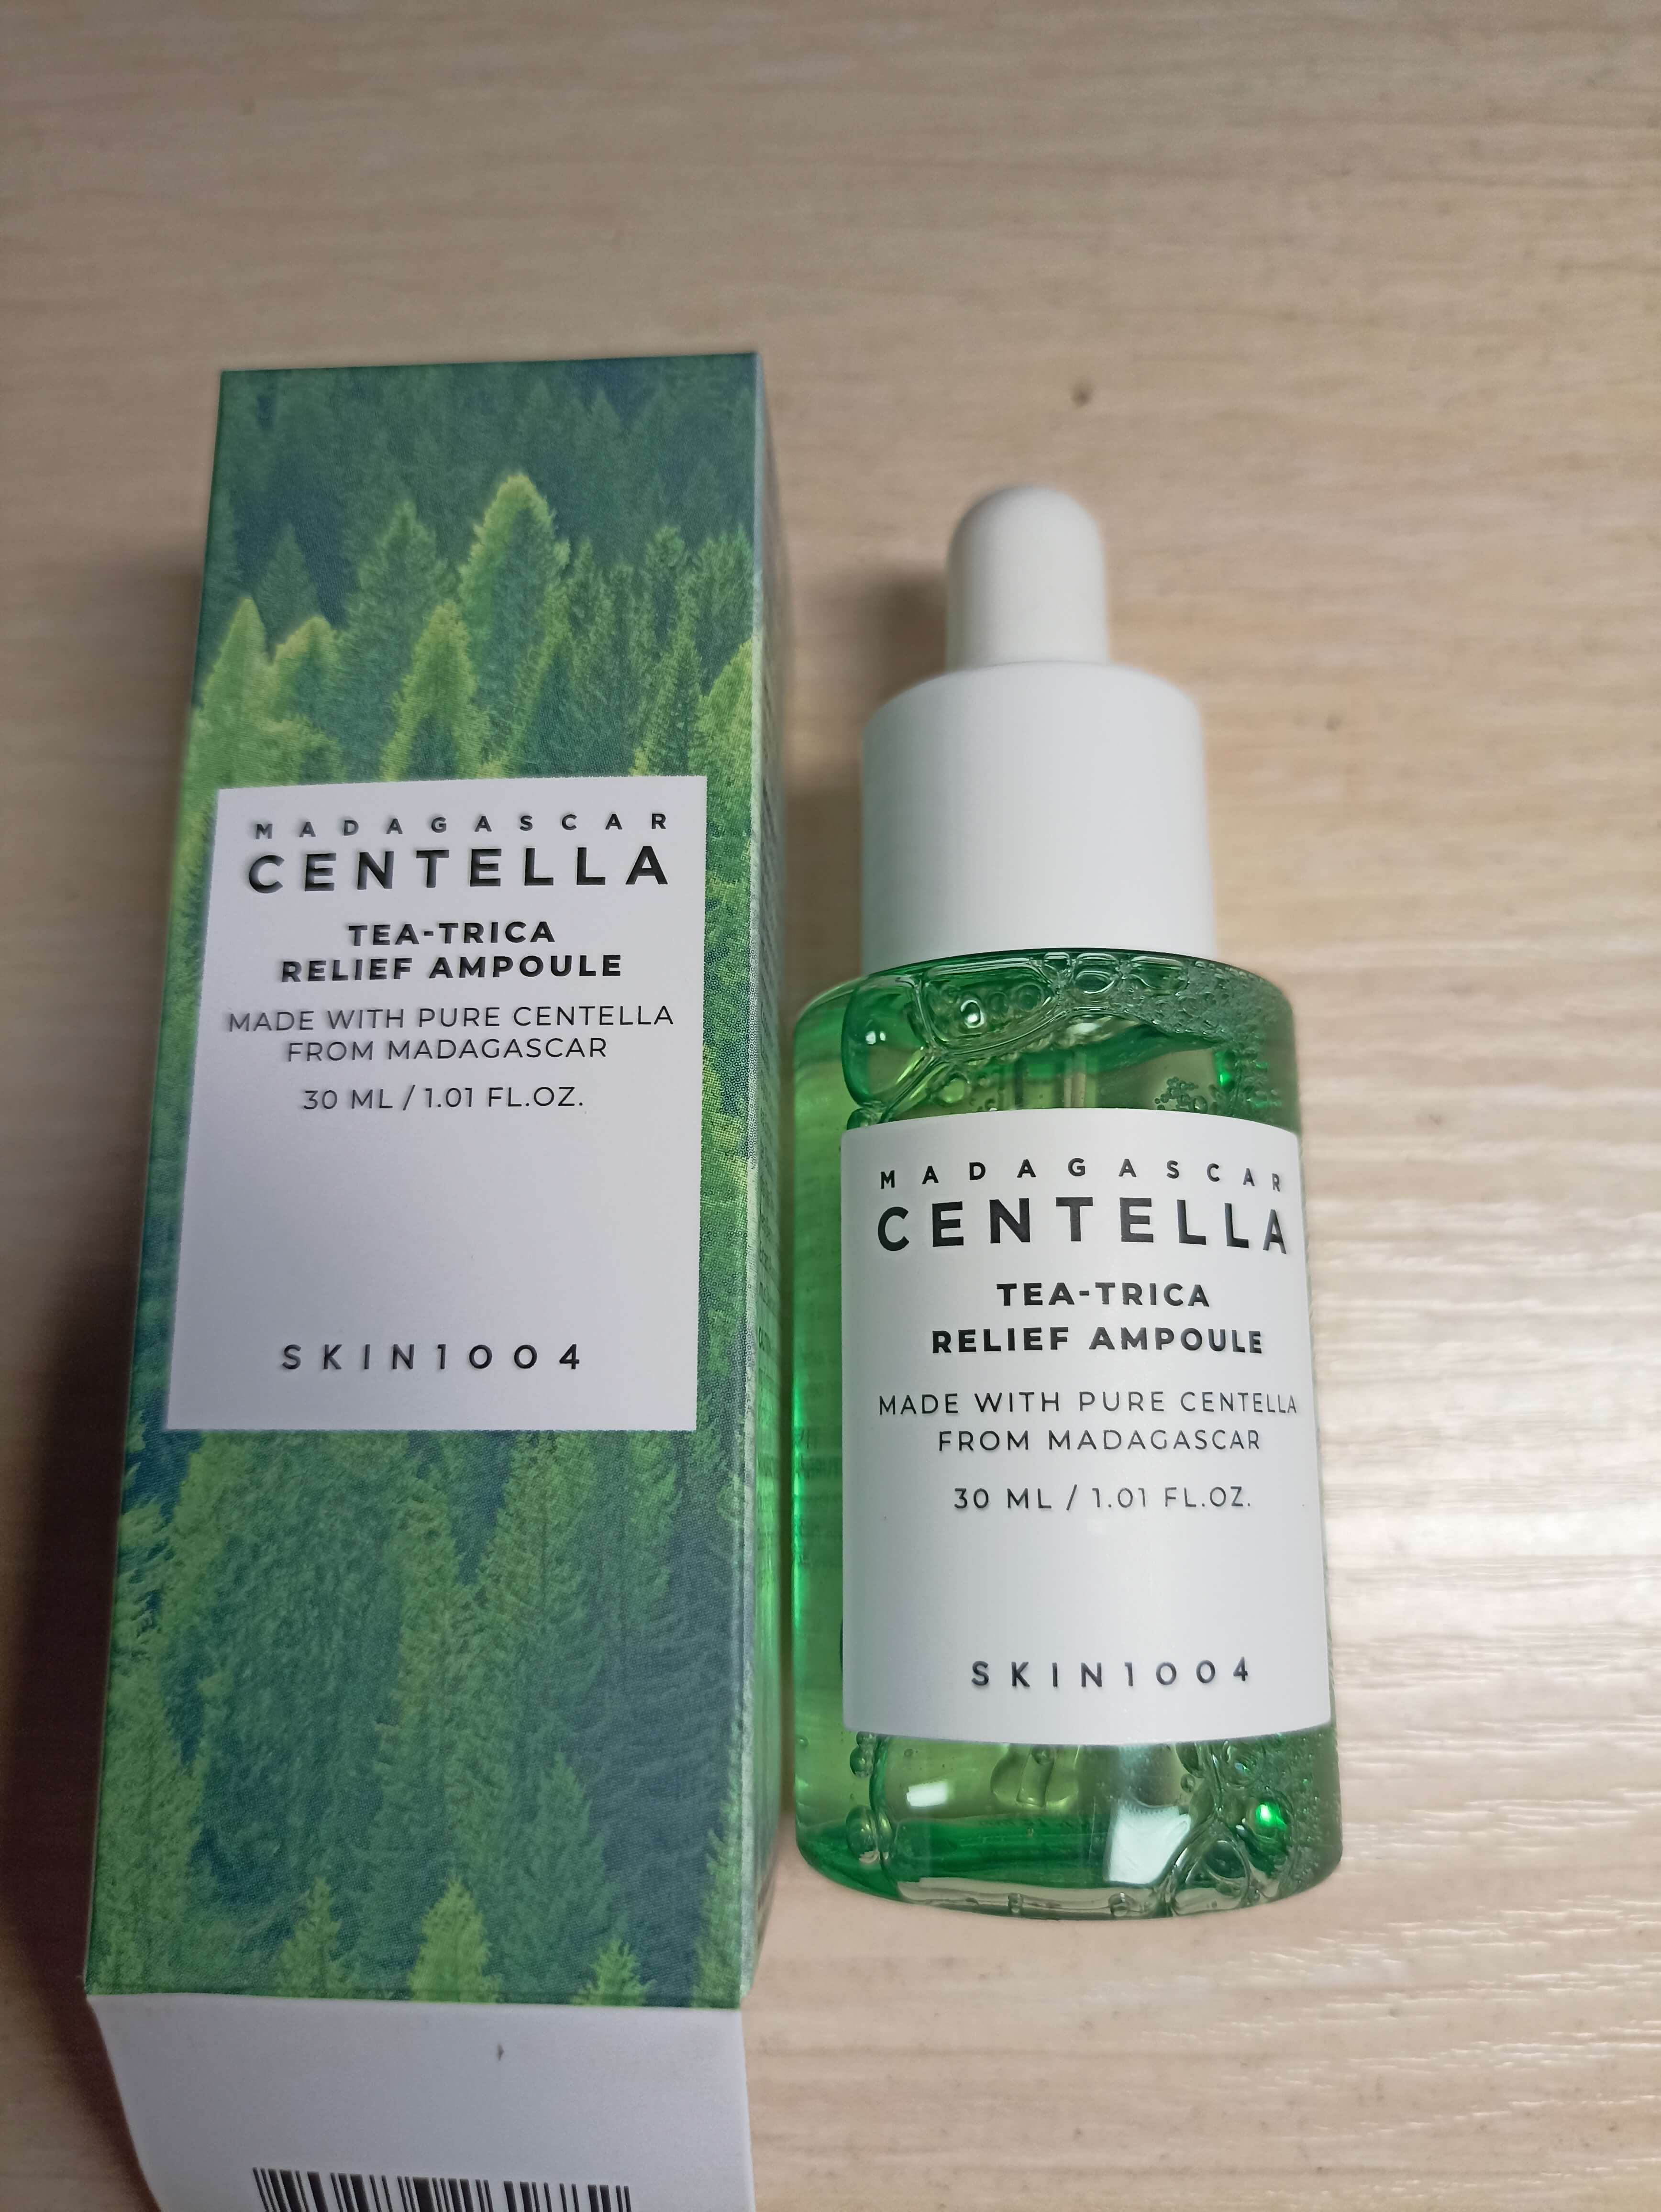 MADAGASCAR
CENTELLA
TEA-TRICA
RELIEF AMPOULE
MADE WITH PURE CENTELLA
FROM MADAGASCAR
30 ML / 1.01 FL.OZ.
SKIN1004
MADAGASCAR
CENTELLA
TEA-TRICA
RELIEF AMPOULE
MADE WITH PURE CENTELLA
FROM MADAGASCAR
30 ML / 1.01 FL.OZ.
SKIN1004